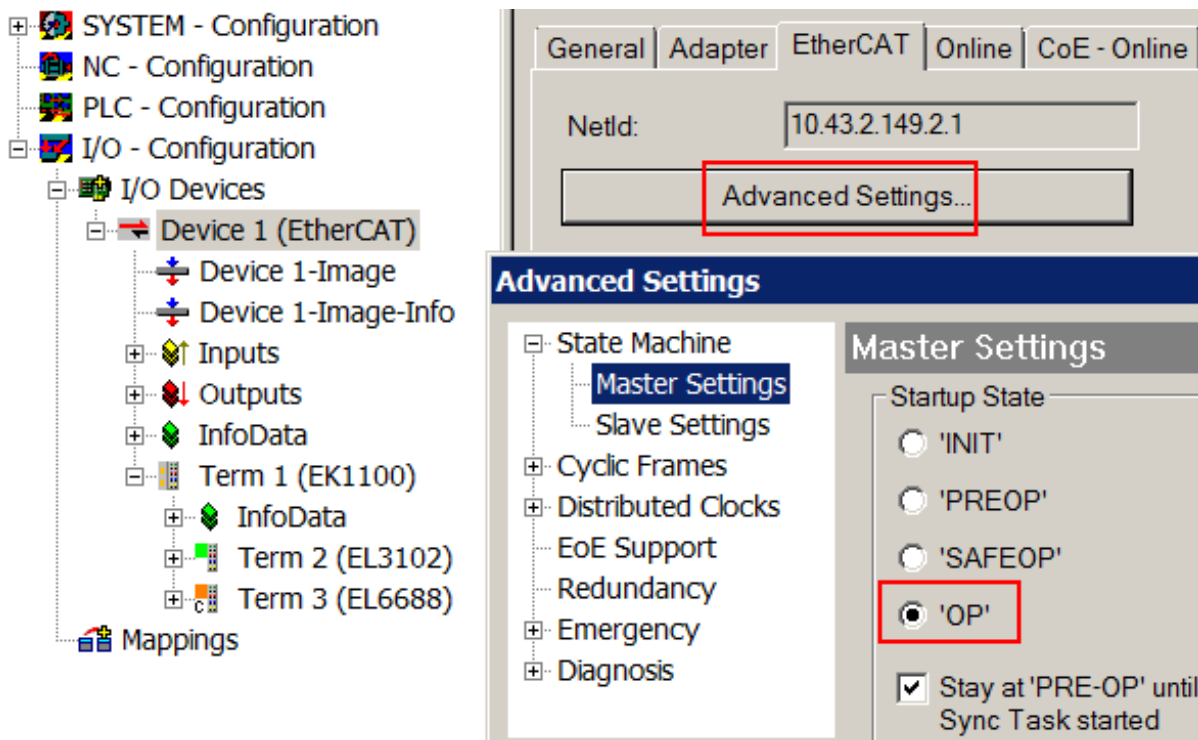 SYSTEM - Configuration
NC - Configuration
PLC - Configuration
I/O - Configuration
I/O Devices
Device 1 (EtherCAT)
Device 1-Image
Device 1-Image-Info
Inputs
Outputs
InfoData
Term 1 (EK1100)
InfoData
Term 2 (EL3102)
Term 3 (EL6688)
Mappings
General
Adapter
EtherCAT
Online
CoE - Online
NetId:
10.43.2.149.2.1
Advanced Settings...
Advanced Settings
State Machine
Master Settings
Slave Settings
Cyclic Frames
Distributed Clocks
EoE Support
Redundancy
Emergency
Diagnosis
Master Settings
Startup State
'INIT'
'PREOP'
'SAFEOP'
'OP'
Stay at 'PRE-OP' until
Sync Task started